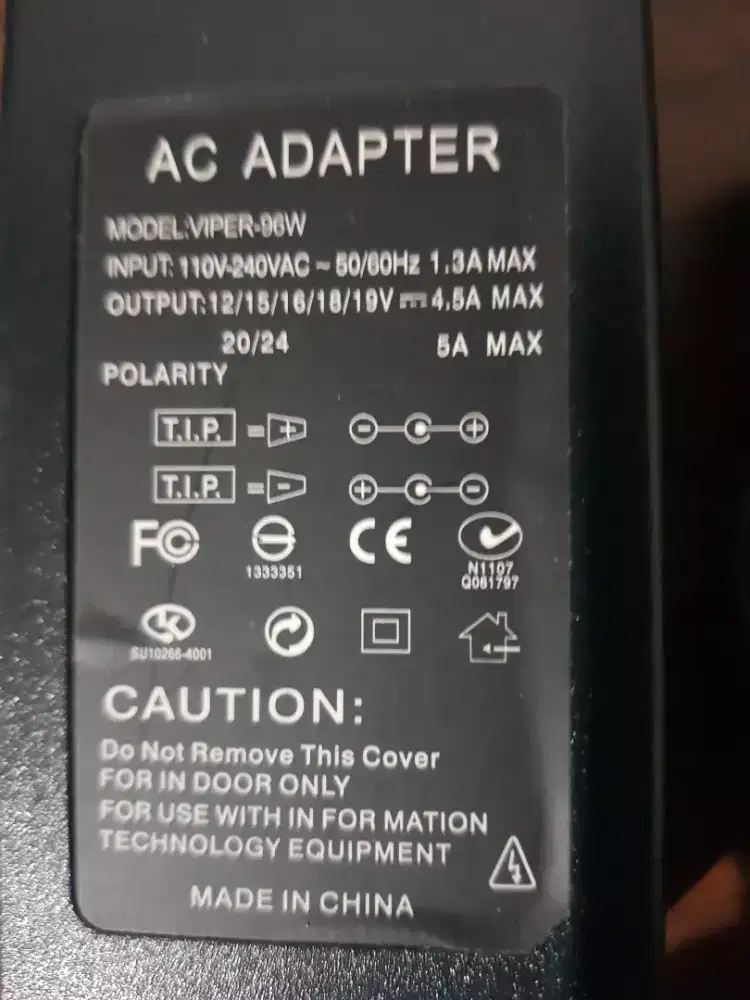 AC ADAPTER
MODEL:VIPER-96W
INPUT: 110V-240VAC ~ 50/60Hz 1.3A MAX
OUTPUT:12/15/16/18/19V ⎓ 4.5A MAX
20/24 5A MAX
POLARITY
T.I.P. = + - +
T.I.P. = - + -
FC CE
1333351 N1107
Q061797
SU10266-4001
CAUTION:
Do Not Remove This Cover
FOR IN DOOR ONLY
FOR USE WITH IN FOR MATION
TECHNOLOGY EQUIPMENT
MADE IN CHINA